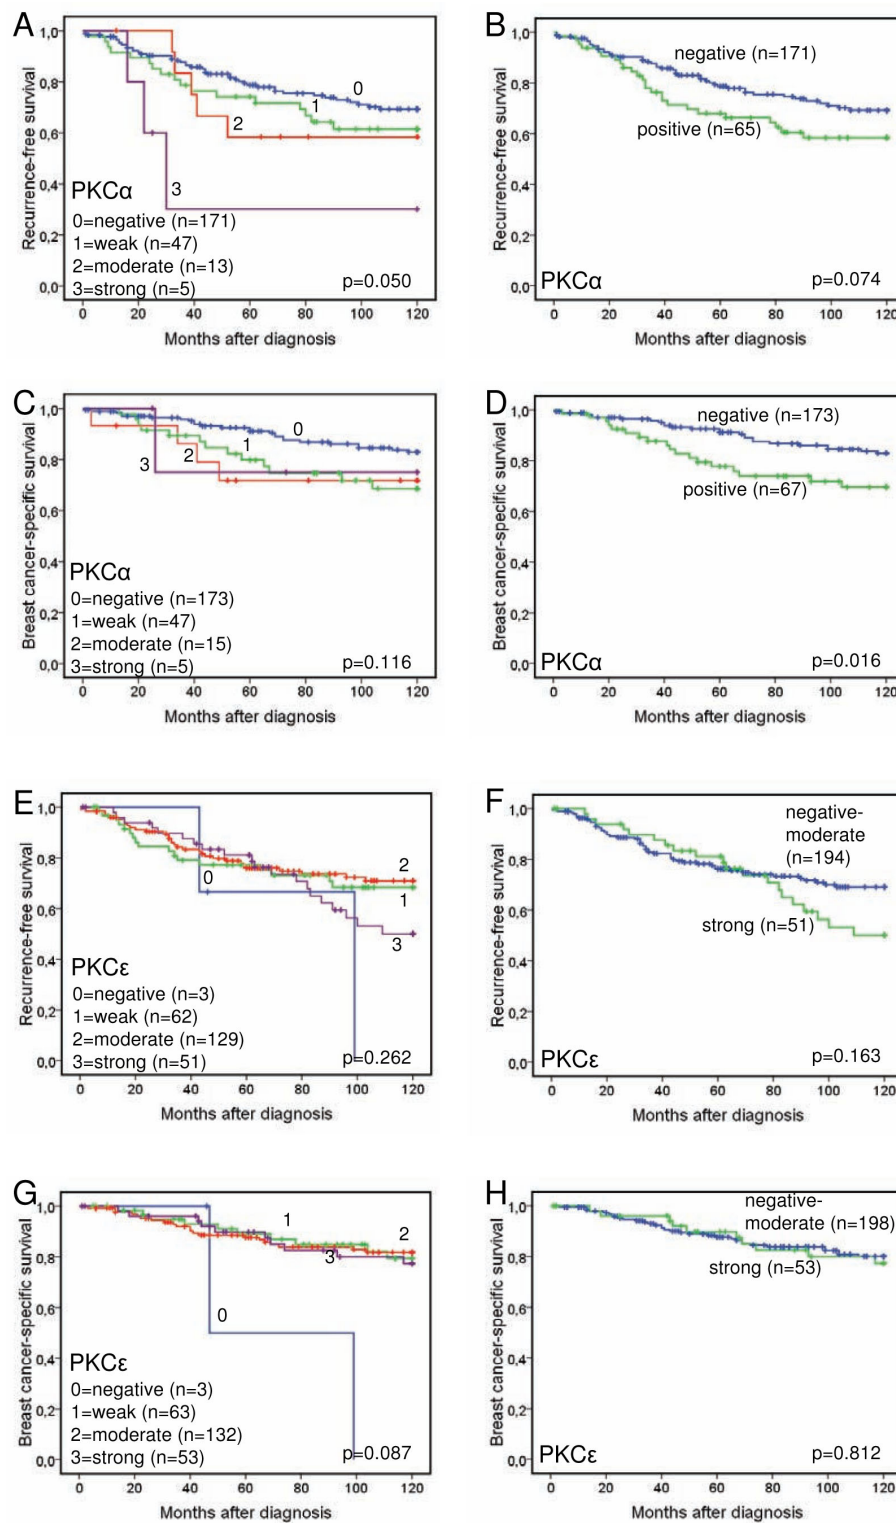 A
Recurrence-free survival
1,0
0,8
0,6
0,4
0,2
0,0
0
1
2
3
PKCα
0=negative (n=171)
1=weak (n=47)
2=moderate (n=13)
3=strong (n=5)
p=0.050
0 20 40 60 80 100 120
Months after diagnosis
B
Recurrence-free survival
1,0
0,8
0,6
0,4
0,2
0,0
negative (n=171)
positive (n=65)
PKCα
p=0.074
0 20 40 60 80 100 120
Months after diagnosis
C
Breast cancer-specific survival
1,0
0,8
0,6
0,4
0,2
0,0
0
1
2
3
PKCα
0=negative (n=173)
1=weak (n=47)
2=moderate (n=15)
3=strong (n=5)
p=0.116
0 20 40 60 80 100 120
Months after diagnosis
D
Breast cancer-specific survival
1,0
0,8
0,6
0,4
0,2
0,0
negative (n=173)
positive (n=67)
PKCα
p=0.016
0 20 40 60 80 100 120
Months after diagnosis
E
Recurrence-free survival
1,0
0,8
0,6
0,4
0,2
0,0
0
2
1
3
PKCε
0=negative (n=3)
1=weak (n=62)
2=moderate (n=129)
3=strong (n=51)
p=0.262
0 20 40 60 80 100 120
Months after diagnosis
F
Recurrence-free survival
1,0
0,8
0,6
0,4
0,2
0,0
negative-
moderate
(n=194)
strong (n=51)
PKCε
p=0.163
0 20 40 60 80 100 120
Months after diagnosis
G
Breast cancer-specific survival
1,0
0,8
0,6
0,4
0,2
0,0
1
2
3
0
PKCε
0=negative (n=3)
1=weak (n=63)
2=moderate (n=132)
3=strong (n=53)
p=0.087
0 20 40 60 80 100 120
Months after diagnosis
H
Breast cancer-specific survival
1,0
0,8
0,6
0,4
0,2
0,0
negative-
moderate (n=198)
strong (n=53)
PKCε
p=0.812
0 20 40 60 80 100 120
Months after diagnosis